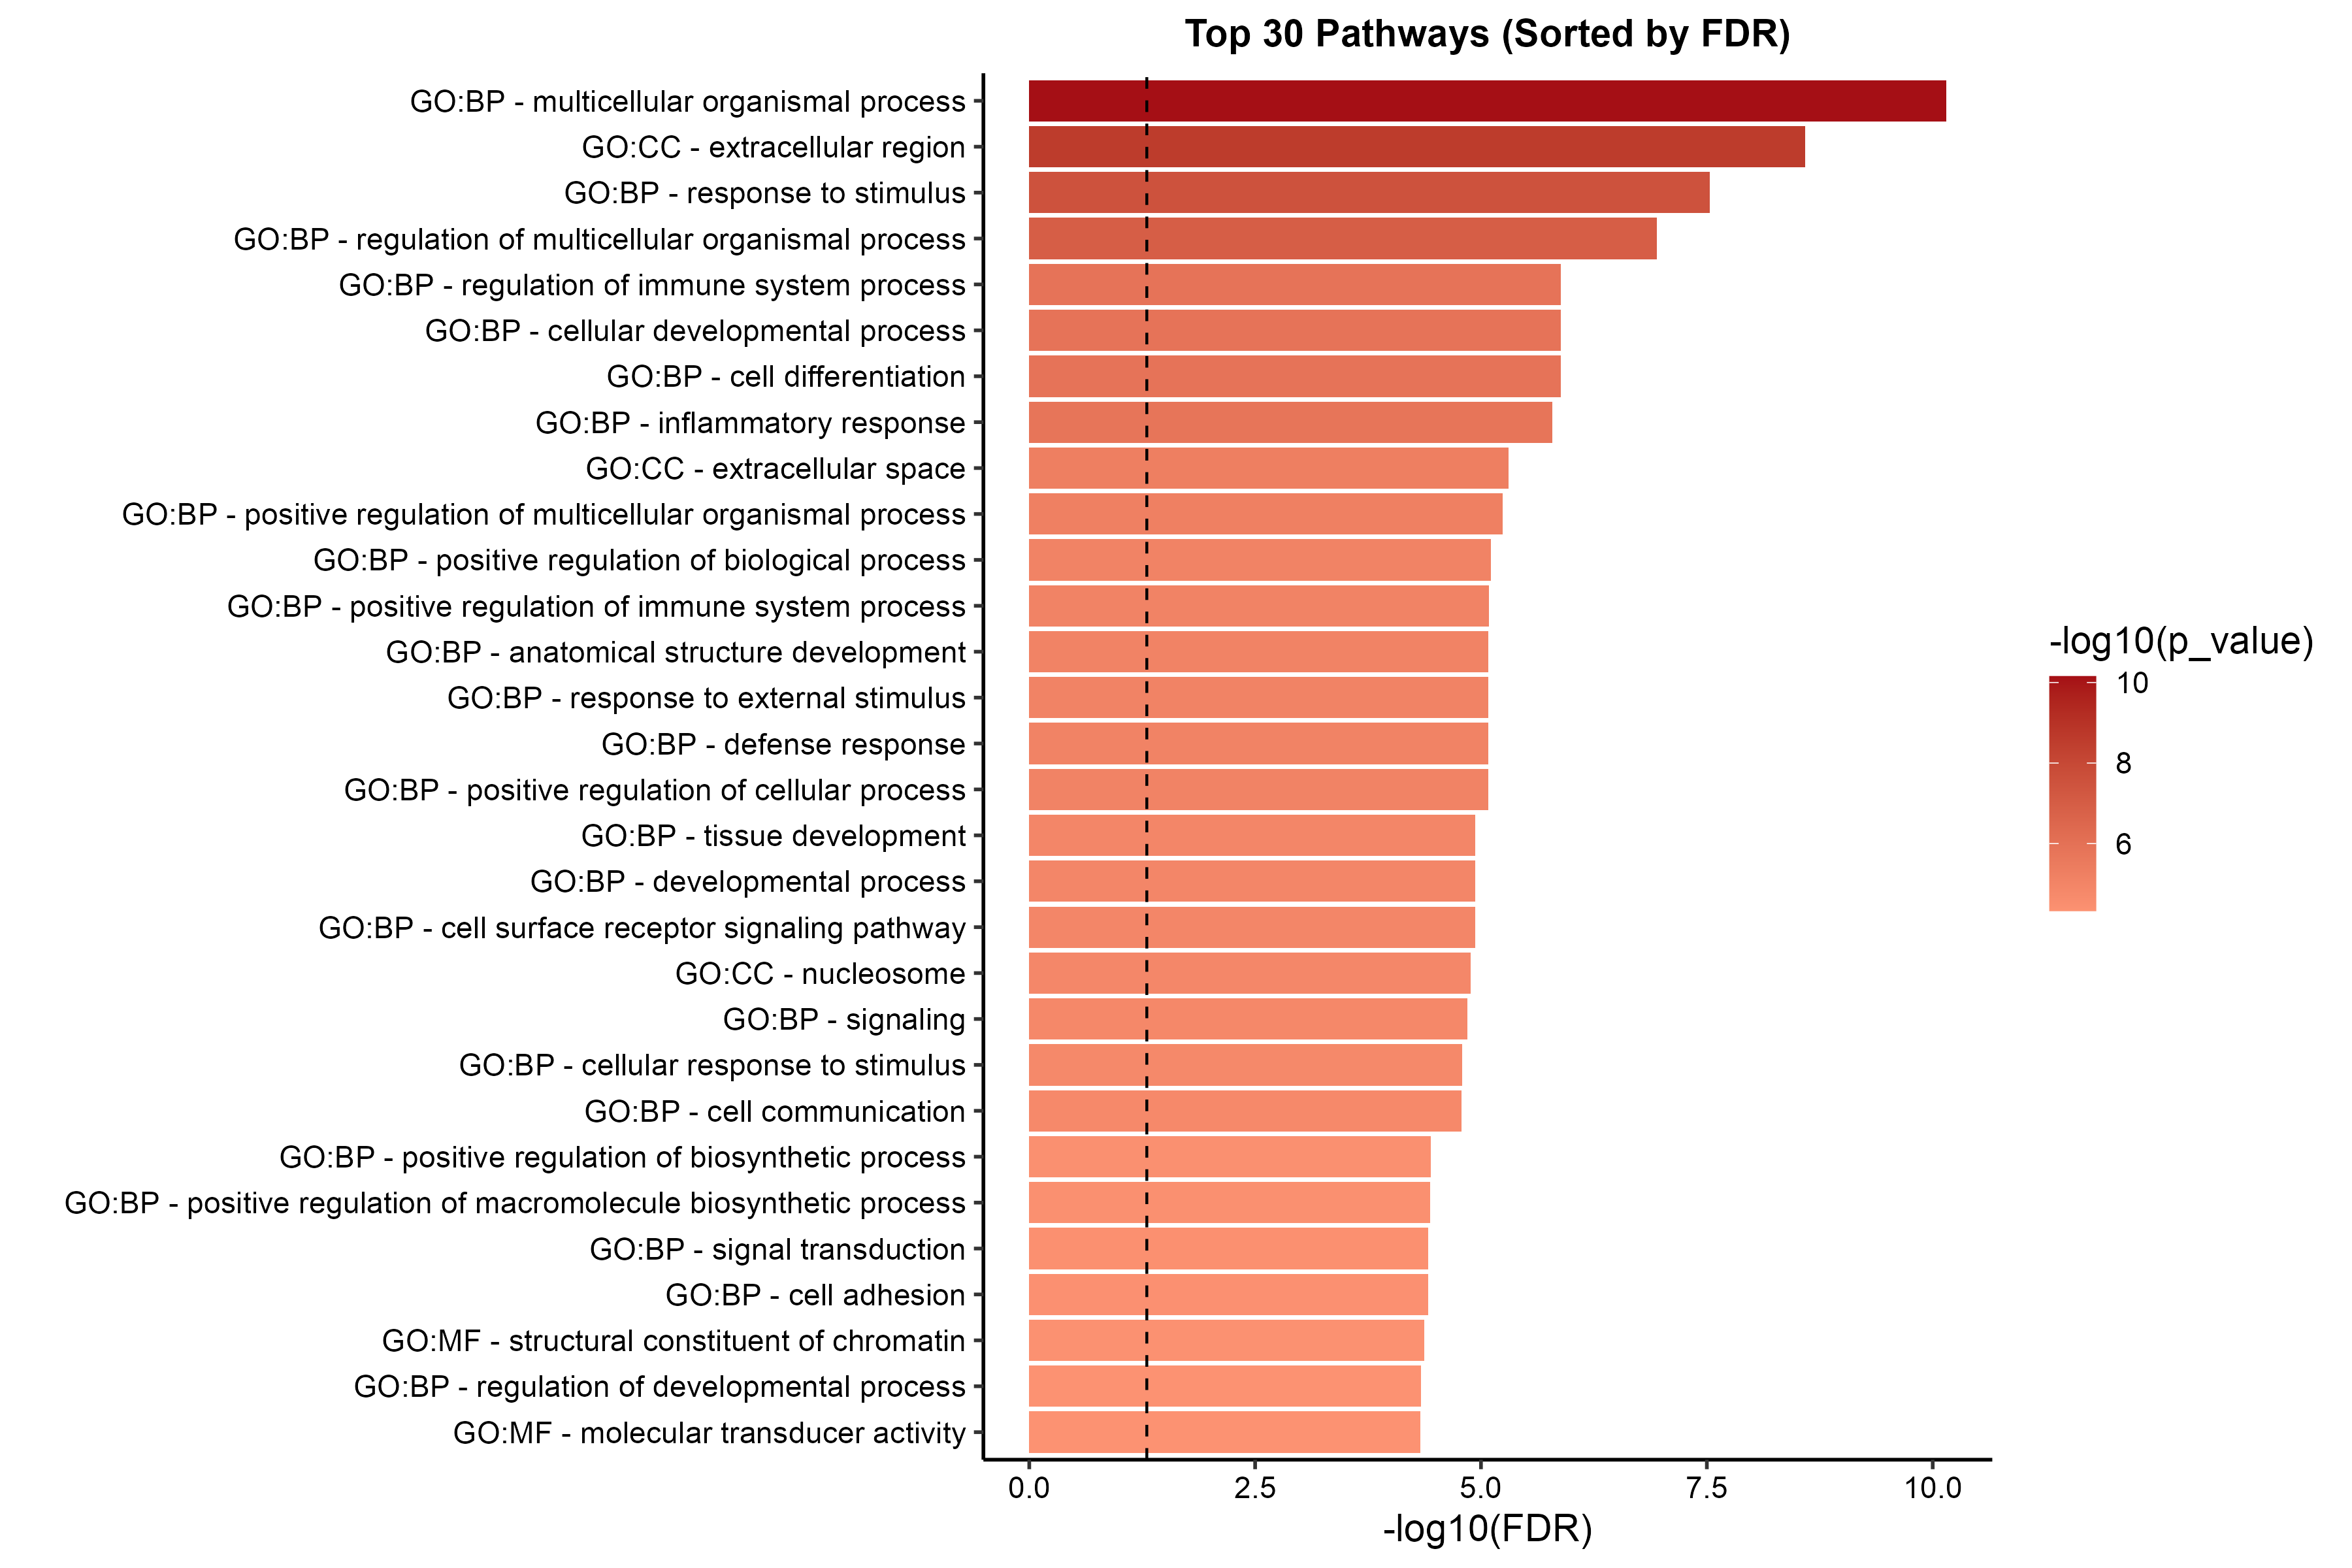 Top 30 Pathways (Sorted by FDR)
GO:BP - multicellular organismal process
GO:CC - extracellular region
GO:BP - response to stimulus
GO:BP - regulation of multicellular organismal process
GO:BP - regulation of immune system process
GO:BP - cellular developmental process
GO:BP - cell differentiation
GO:BP - inflammatory response
GO:CC - extracellular space
GO:BP - positive regulation of multicellular organismal process
GO:BP - positive regulation of biological process
GO:BP - positive regulation of immune system process
GO:BP - anatomical structure development
GO:BP - response to external stimulus
GO:BP - defense response
GO:BP - positive regulation of cellular process
GO:BP - tissue development
GO:BP - developmental process
GO:BP - cell surface receptor signaling pathway
GO:CC - nucleosome
GO:BP - signaling
GO:BP - cellular response to stimulus
GO:BP - cell communication
GO:BP - positive regulation of biosynthetic process
GO:BP - positive regulation of macromolecule biosynthetic process
GO:BP - signal transduction
GO:BP - cell adhesion
GO:MF - structural constituent of chromatin
GO:BP - regulation of developmental process
GO:MF - molecular transducer activity
0.0 2.5 5.0 7.5 10.0
-log10(FDR)
-log10(p_value)
10
8
6